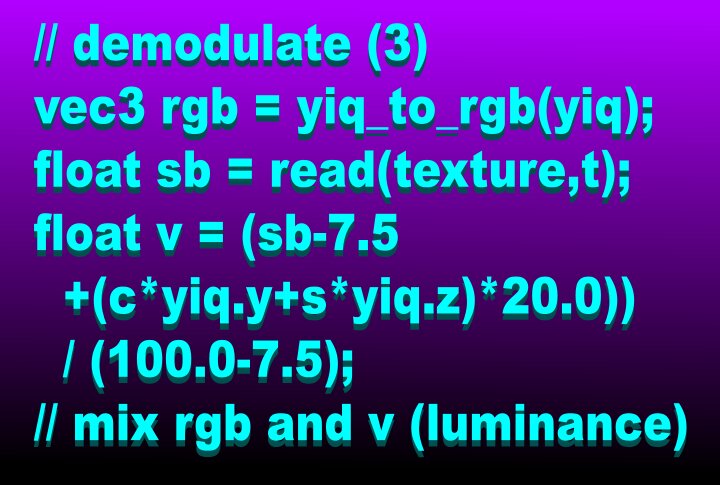 // demodulate (3)
vec3 rgb = yiq_to_rgb(yiq);
float sb = read(texture,t);
float v = (sb-7.5
+(c*yiq.y+s*yiq.z)*20.0))
/ (100.0-7.5);
// mix rgb and v (luminance)